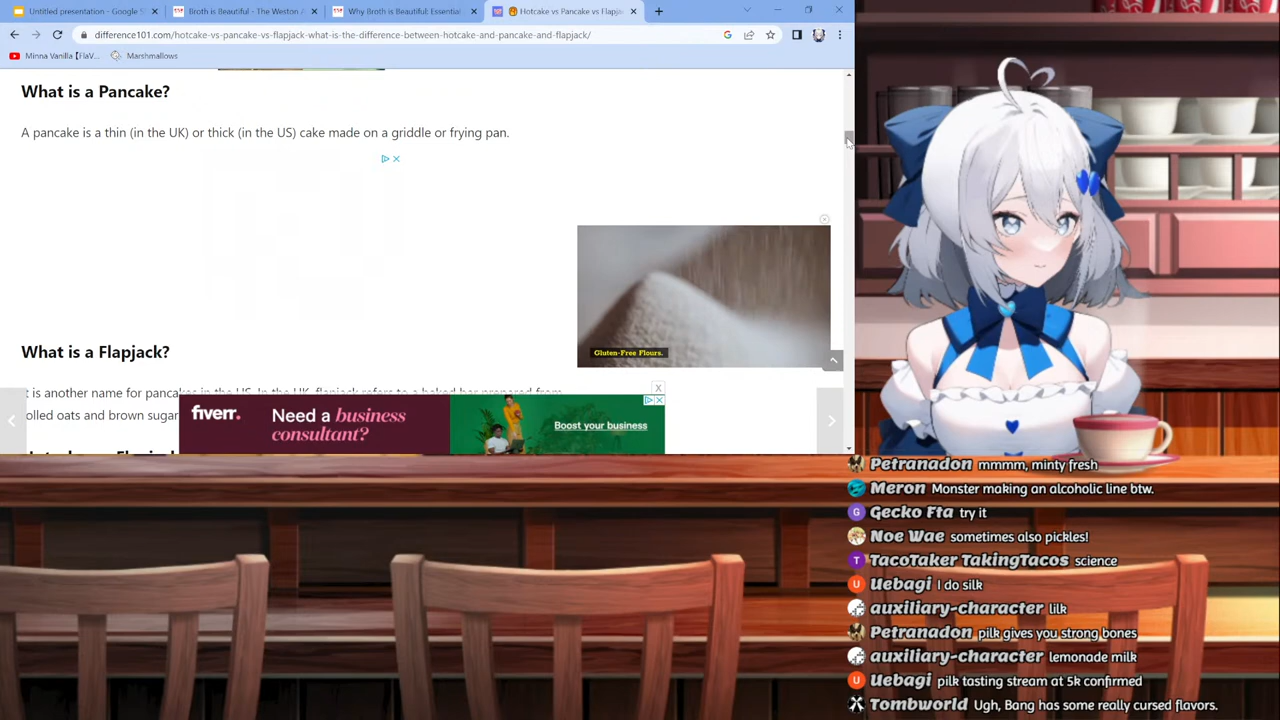 Untitled presentation - Google S
Broth is Beautiful - The Weston A
Why Broth is Beautiful: Essential
Hotcake vs Pancake vs Flapja
difference101.com/hotcake-vs-pancake-vs-flapjack-what-is-the-difference-between-hotcake-and-pancake-and-flapjack/
Minna Vanilla【FlaV...
Marshmallows
What is a Pancake?
A pancake is a thin (in the UK) or thick (in the US) cake made on a griddle or frying pan.
Gluten-Free Flours.
What is a Flapjack?
t is another name for pancakes in the US. In the UK, flapjack refers to a baked bar prepared from
olled oats and brown sugar
fiverr.
Need a business
consultant?
Boost your business
Petranadon mmmm, minty fresh
Meron Monster making an alcoholic line btw.
Gecko Fta try it
Noe Wae sometimes also pickles!
TacoTaker TakingTacos science
Uebagi I do silk
auxiliary-character lilk
Petranadon pilk gives you strong bones
auxiliary-character lemonade milk
Uebagi pilk tasting stream at 5k confirmed
Tombworld Ugh, Bang has some really cursed flavors.